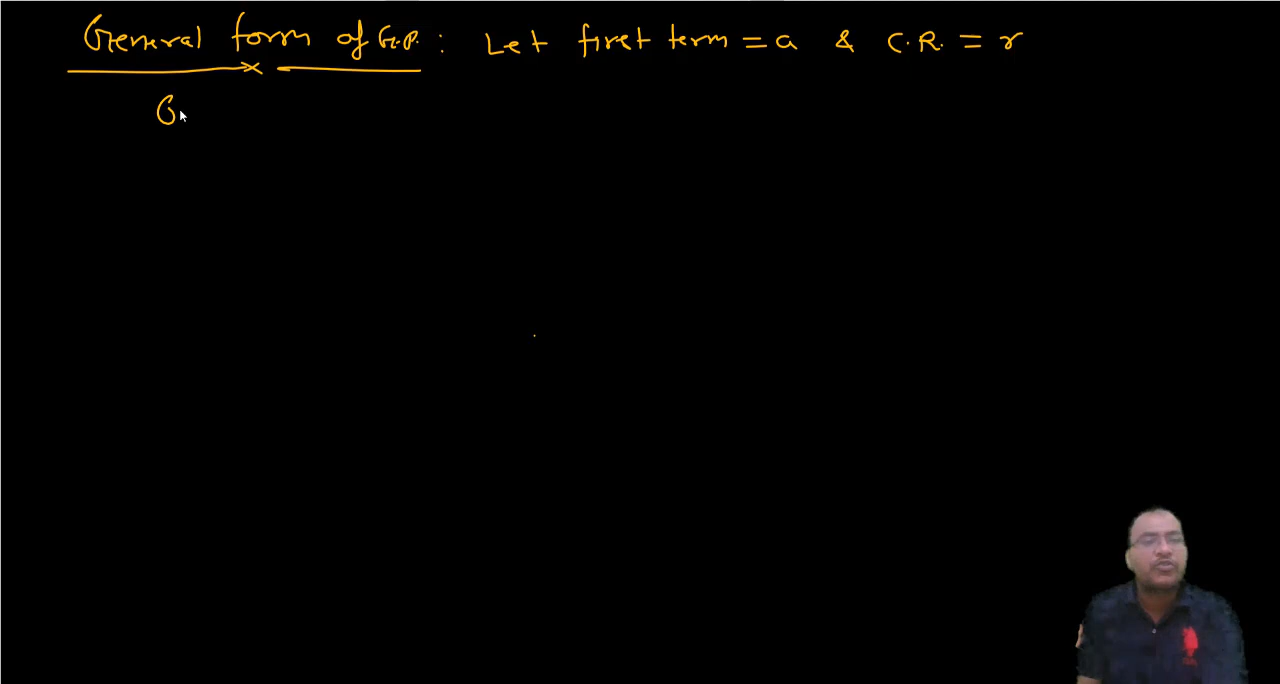 General form of G.P. : Let first term = a & C.R. = r
G